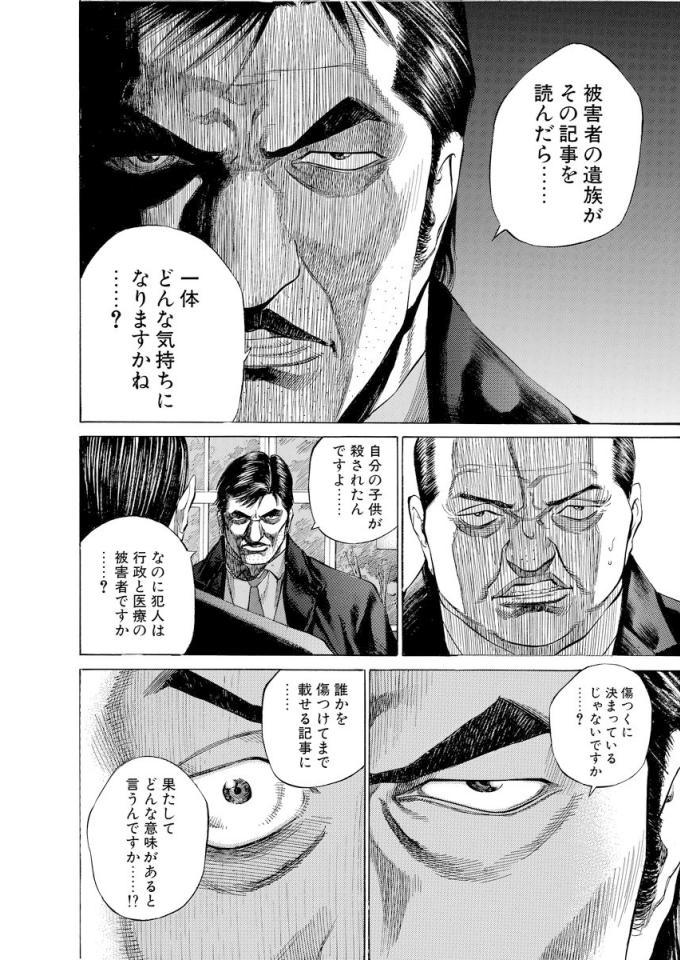 被害者の遺族が
その記事を
読んだら……
一体
どんな気持ちに
なりますかね
……?
自分の子供が
殺されたん
ですよ……
なのに犯人は
行政と医療の
被害者ですか
……?
傷つくに
決まっている
じゃないですか
……?
誰かを
傷つけてまで
載せる記事に
……
果たして
どんな意味があると
言うんですか……!?